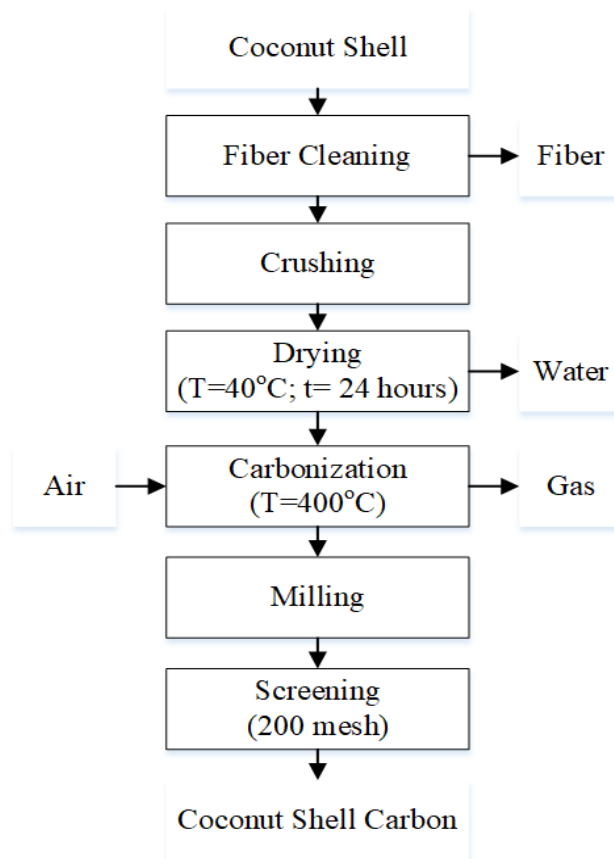 Coconut Shell
Fiber Cleaning
Fiber
Crushing
Drying
(T=40°C; t= 24 hours)
Water
Air
Carbonization
(T=400°C)
Gas
Milling
Screening
(200 mesh)
Coconut Shell Carbon